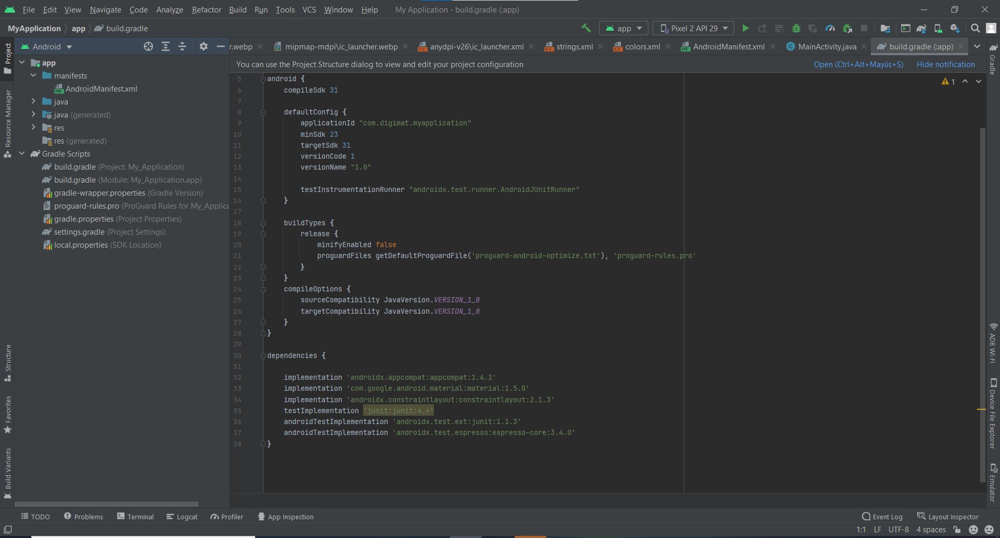 File Edit View Navigate Code Analyze Refactor Build Run Tools VCS Window Help My Application - build.gradle (:app)
MyApplication app build.gradle
app Pixel 2 API 29
Android
r.webp mipmap-mdpi\ic_launcher.webp anydpi-v26\ic_launcher.xml strings.xml colors.xml AndroidManifest.xml MainActivity.java build.gradle (:app)
You can use the Project Structure dialog to view and edit your project configuration Open (Ctrl+Alt+Mayús+S) Hide notification
Project
Resource Manager
Structure
Favorites
Build Variants
app
manifests
AndroidManifest.xml
java
java (generated)
res
res (generated)
Gradle Scripts
build.gradle (Project: My_Application)
build.gradle (Module: My_Application.app)
gradle-wrapper.properties (Gradle Version)
proguard-rules.pro (ProGuard Rules for My_Applica
gradle.properties (Project Properties)
settings.gradle (Project Settings)
local.properties (SDK Location)
1
5 android {
6 compileSdk 31
7
8 defaultConfig {
9 applicationId "com.digimat.myapplication"
10 minSdk 23
11 targetSdk 31
12 versionCode 1
13 versionName "1.0"
14
15 testInstrumentationRunner "androidx.test.runner.AndroidJUnitRunner"
16 }
17
18 buildTypes {
19 release {
20 minifyEnabled false
21 proguardFiles getDefaultProguardFile('proguard-android-optimize.txt'), 'proguard-rules.pro'
22 }
23 }
24 compileOptions {
25 sourceCompatibility JavaVersion.VERSION_1_8
26 targetCompatibility JavaVersion.VERSION_1_8
27 }
28 }
29
30 dependencies {
31
32 implementation 'androidx.appcompat:appcompat:1.4.1'
33 implementation 'com.google.android.material:material:1.5.0'
34 implementation 'androidx.constraintlayout:constraintlayout:2.1.3'
35 testImplementation 'junit:junit:4.+'
36 androidTestImplementation 'androidx.test.ext:junit:1.1.3'
37 androidTestImplementation 'androidx.test.espresso:espresso-core:3.4.0'
38 }
Gradle
ADB Wi-Fi
Device File Explorer
Emulator
TODO Problems Terminal Logcat Profiler App Inspection Event Log Layout Inspector
1:1 LF UTF-8 4 spaces